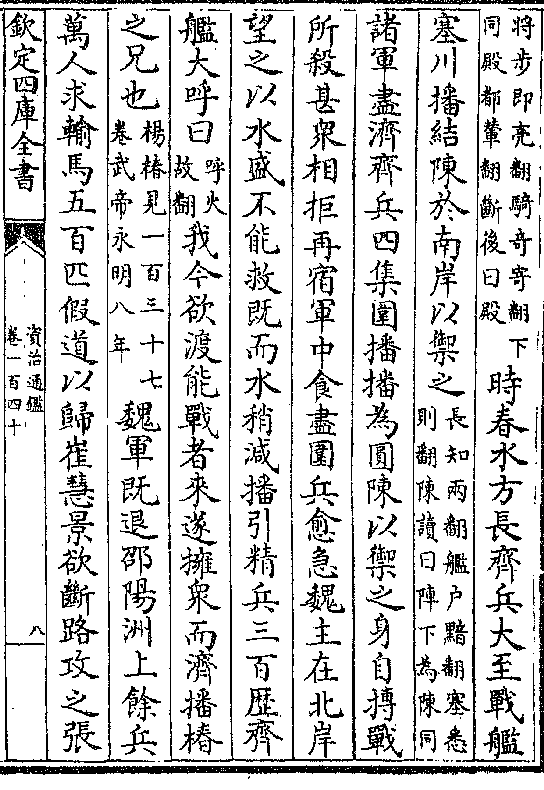 將步即亮翻騎奇寄翻
同殿都輦翻斷後曰殿
下
時春水方長齊兵大至戰艦
塞川播結陳於南岸以禦之
長知兩翻艦户黯翻塞悉
則翻陳讀曰陣下為陳同
諸軍盡濟齊兵四集圍播播為圓陳以禦之身自搏戰
所殺甚衆相拒再宿軍中食盡圍兵愈急魏主在北岸
望之以水盛不能救既而水稍減播引精兵三百歴齊
艦大呼曰
呼火
故翻
我今欲渡能戰者來遂擁衆而濟播椿
之兄也
楊椿見一百三十七
卷武帝永明八年
魏軍既退邵陽洲上餘兵
萬人求輸馬五百匹假道以歸崔慧景欲斷路攻之張
欽定四庫全書
資治通鑑
卷一百四十
八